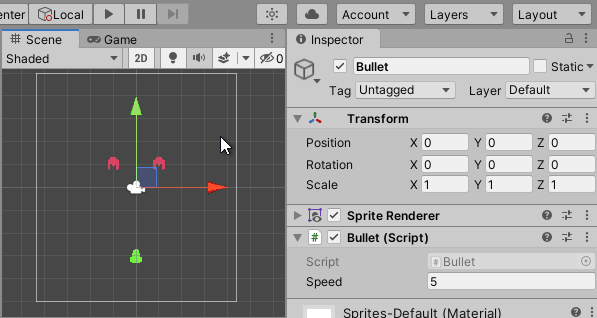 enter Local Account Layers Layout
Scene Game Inspector
Shaded 2D 0 Bullet Static
Tag Untagged Layer Default
Transform
Position X 0 Y 0 Z 0
Rotation X 0 Y 0 Z 0
Scale X 1 Y 1 Z 1
Sprite Renderer
# Bullet (Script)
Script # Bullet
Speed 5
Sprites-Default (Material)